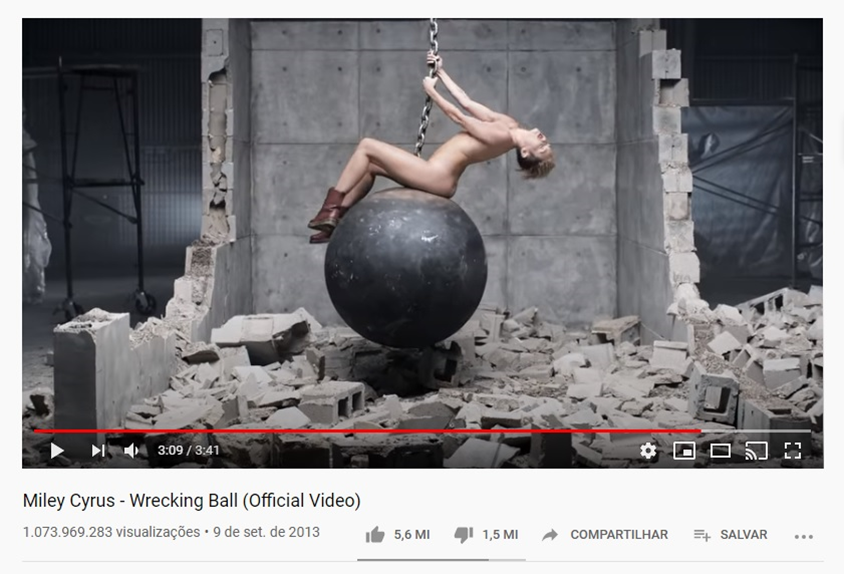 3:09 / 3:41
Miley Cyrus - Wrecking Ball (Official Video)
1.073.969.283 visualizações • 9 de set. de 2013
5,6 MI
1,5 MI
COMPARTILHAR
SALVAR